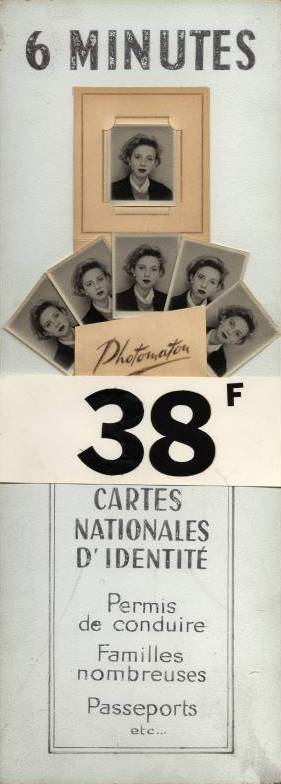 6 MINUTES
Photomaton
38F
CARTES
NATIONALES
D'IDENTITÉ
Permis
de conduire
Familles
nombreuses
Passeports
etc...